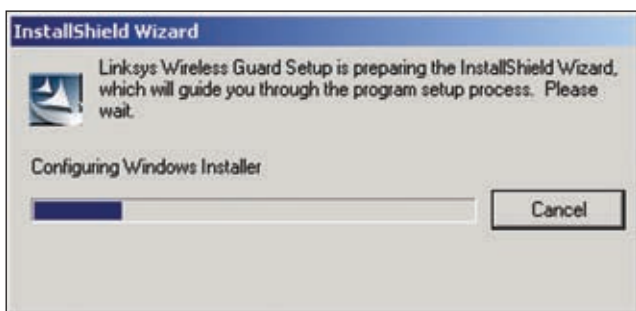 InstallShield Wizard
Linksys Wireless Guard Setup is preparing the InstallShield Wizard,
which will guide you through the program setup process. Please
wait.
Configuring Windows Installer
Cancel